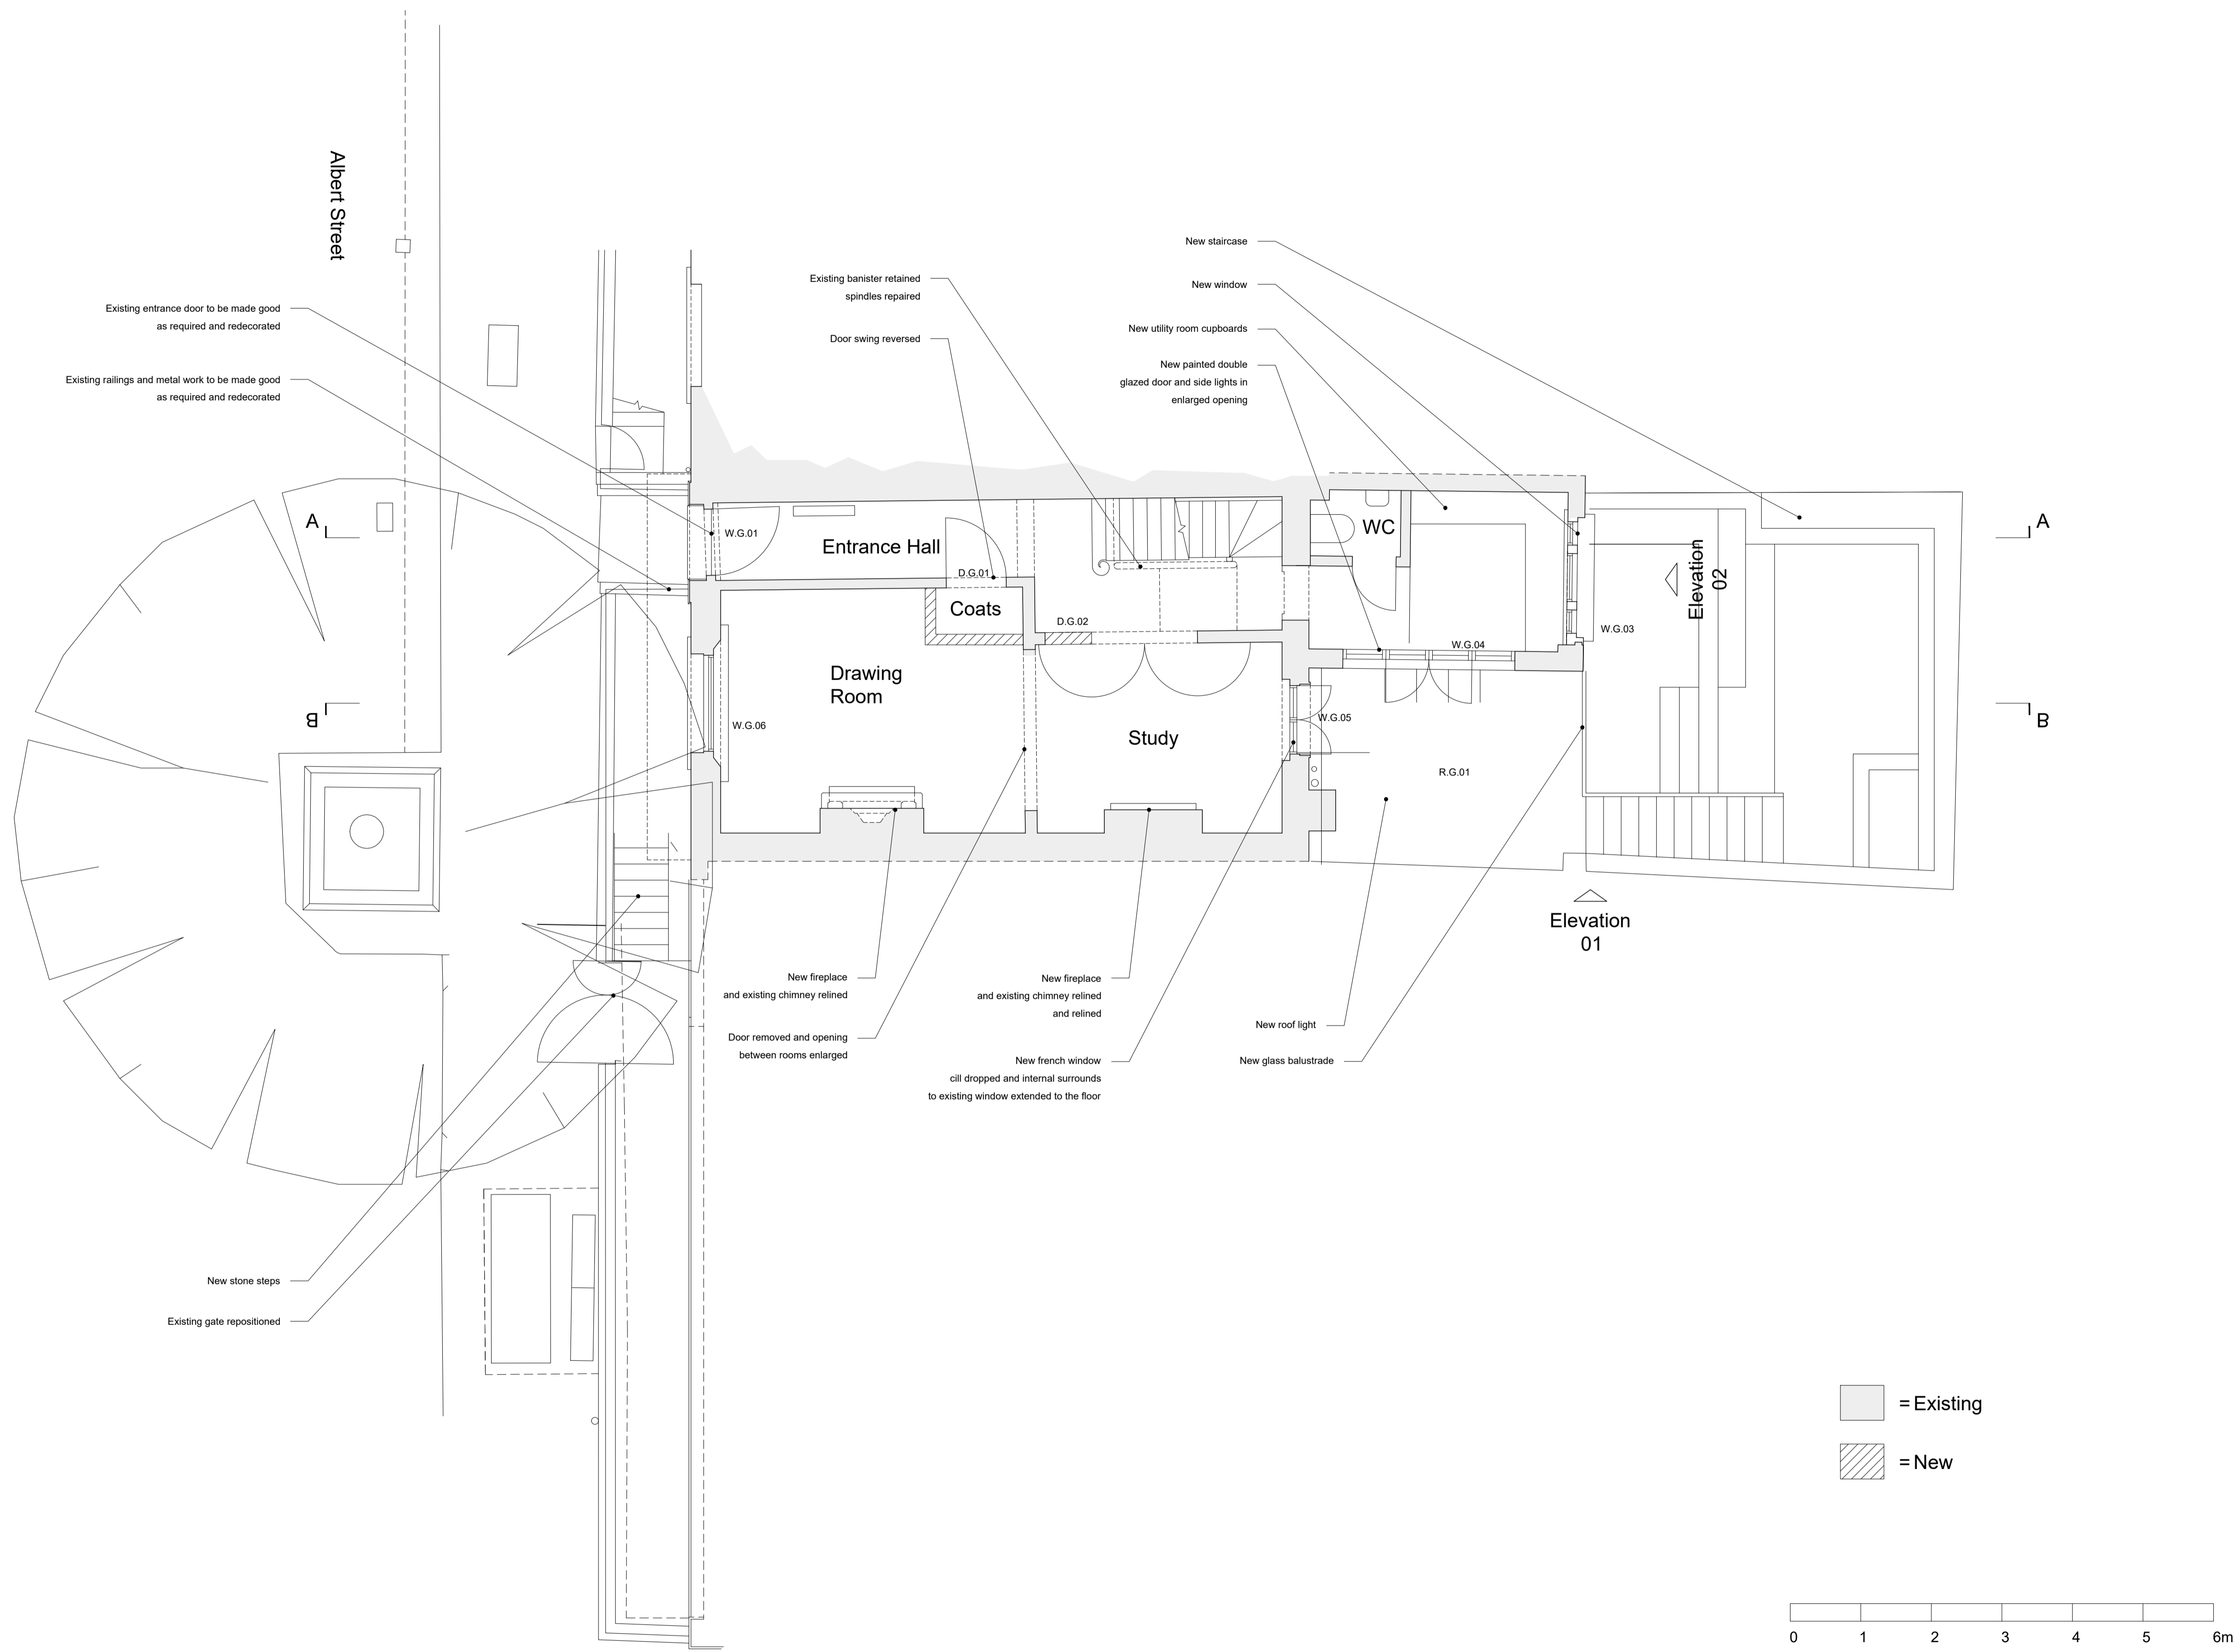 Albert Street
Existing entrance door to be made good
as required and redecorated
Existing railings and metal work to be made good
as required and redecorated
Existing banister retained
spindles repaired
Door swing reversed
New staircase
New window
New utility room cupboards
New painted double
glazed door and side lights in
enlarged opening
A
A
B
B
W.G.01
Entrance Hall
D.G.01
Coats
D.G.02
WC
W.G.04
W.G.03
Elevation
02
Drawing
Room
W.G.06
Study
W.G.05
R.G.01
Elevation
01
New fireplace
and existing chimney relined
Door removed and opening
between rooms enlarged
New fireplace
and existing chimney relined
and relined
New french window
cill dropped and internal surrounds
to existing window extended to the floor
New roof light
New glass balustrade
New stone steps
Existing gate repositioned
= Existing
= New
0 1 2 3 4 5 6m